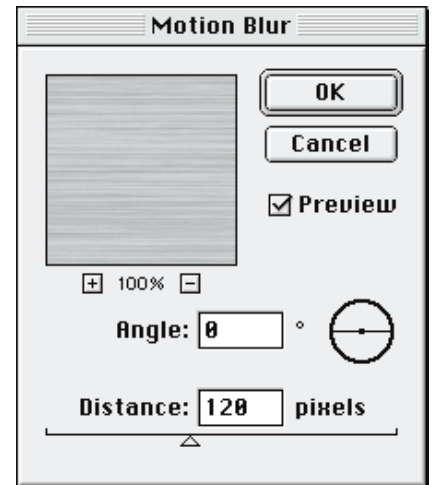 Motion Blur
OK
Cancel
Preview
+ 100% −
Angle: 0 °
Distance: 120 pixels